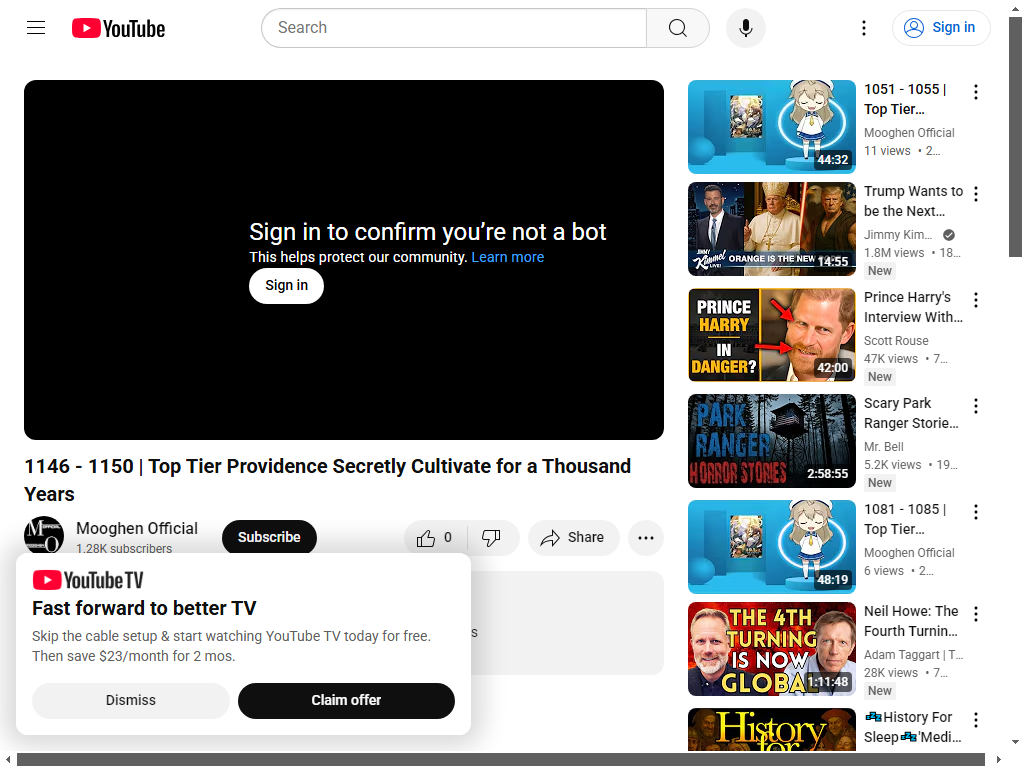 YouTube
Search
Sign in
Sign in to confirm you're not a bot
This helps protect our community. Learn more
Sign in
1146 - 1150 | Top Tier Providence Secretly Cultivate for a Thousand
Years
Mooghen Official
1.28K subscribers
Subscribe
0
Share
YouTube TV
Fast forward to better TV
Skip the cable setup & start watching YouTube TV today for free.
Then save $23/month for 2 mos.
Dismiss
Claim offer
s
44:32
1051 - 1055 |
Top Tier…
Mooghen Official
11 views • 2…
JIMMY
Kimmel
LIVE!
ORANGE IS THE NEW
14:55
Trump Wants to
be the Next…
Jimmy Kim…
1.8M views • 18…
New
PRINCE
HARRY
IN
DANGER?
42:00
Prince Harry's
Interview With…
Scott Rouse
47K views • 7…
New
PARK
RANGER
HORROR STORIES
2:58:55
Scary Park
Ranger Storie…
Mr. Bell
5.2K views • 19…
New
48:19
1081 - 1085 |
Top Tier…
Mooghen Official
6 views • 2…
THE 4TH
TURNING
IS NOW
GLOBAL
1:11:48
Neil Howe: The
Fourth Turnin…
Adam Taggart | T…
28K views • 7…
New
History
for
💤History For
Sleep💤'Medi…